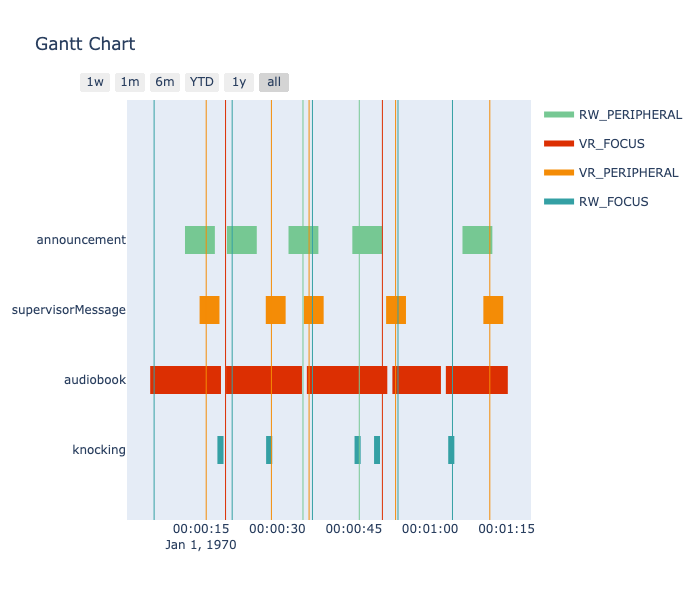 Gantt Chart
1w 1m 6m YTD 1y all
RW_PERIPHERAL
VR_FOCUS
VR_PERIPHERAL
RW_FOCUS
announcement
supervisorMessage
audiobook
knocking
00:00:15 00:00:30 00:00:45 00:01:00 00:01:15
Jan 1, 1970